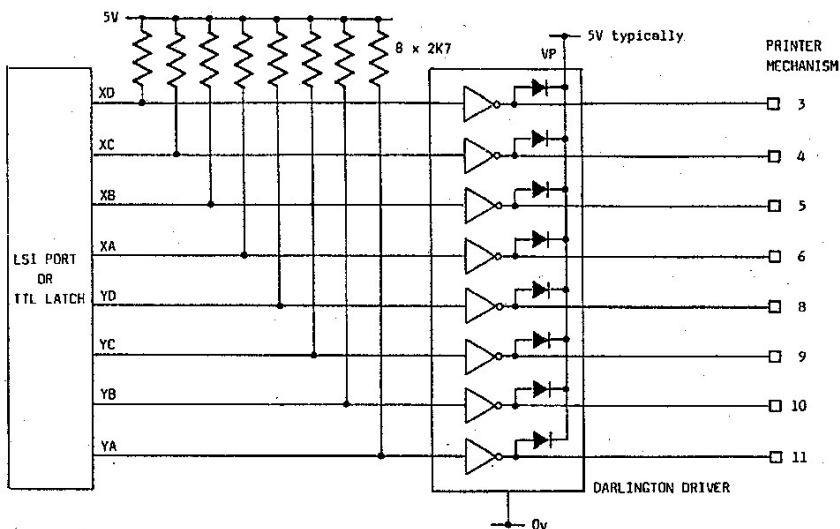 5V
8 x 2K7
5V typically
VP
PRINTER
MECHANISM
XD
3
XC
4
XB
5
XA
6
LSI PORT
OR
TTL LATCH
YD
8
YC
9
YB
10
YA
11
DARLINGTON DRIVER
0v